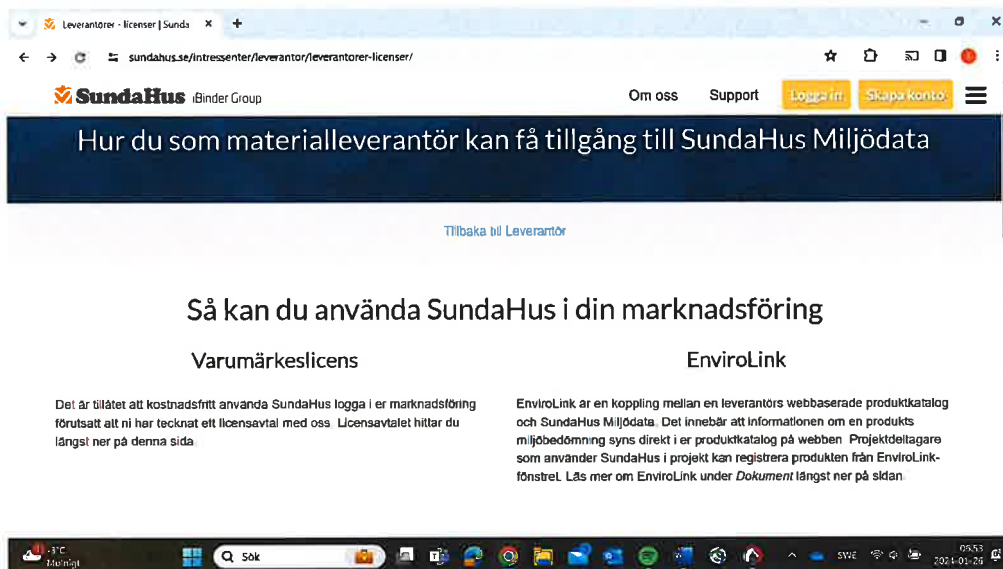 Leverantörer - licenser | Sunda
sundahus.se/intressenter/leverantor/leverantorer-licenser/
SundaHus iBinder Group
Om oss Support Logga in Skapa konto
Hur du som materialleverantör kan få tillgång till SundaHus Miljödata
Tillbaka till Leverantör
Så kan du använda SundaHus i din marknadsföring
Varumärkeslicens
Det är tillåtet att kostnadsfritt använda SundaHus logga i er marknadsföring
förutsatt att ni har tecknat ett licensavtal med oss. Licensavtalet hittar du
längst ner på denna sida.
EnviroLink
EnviroLink är en koppling mellan en leverantörs webbaserade produktkatalog
och SundaHus Miljödata. Det innebär att informationen om en produkts
miljöbedömning syns direkt i er produktkatalog på webben. Projektdeltagare
som använder SundaHus i projekt kan registrera produkten från EnviroLink-
fönstret. Läs mer om EnviroLink under Dokument längst ner på sidan.
-3°C
Mulnigt
Sök
SWE
05:53
2024-01-26